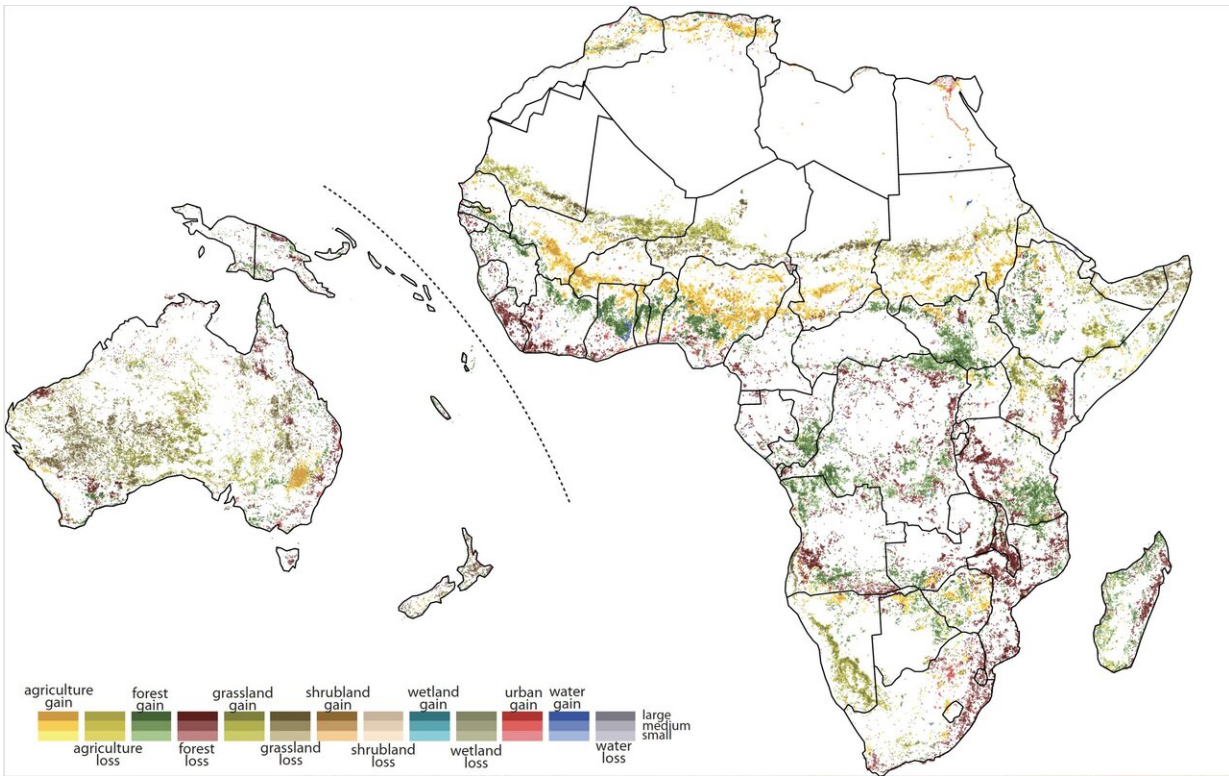 agriculture
gain
forest
gain
grassland
gain
shrubland
gain
wetland
gain
urban
gain
water
gain
large
medium
small
agriculture
loss
forest
loss
grassland
loss
shrubland
loss
wetland
loss
water
loss